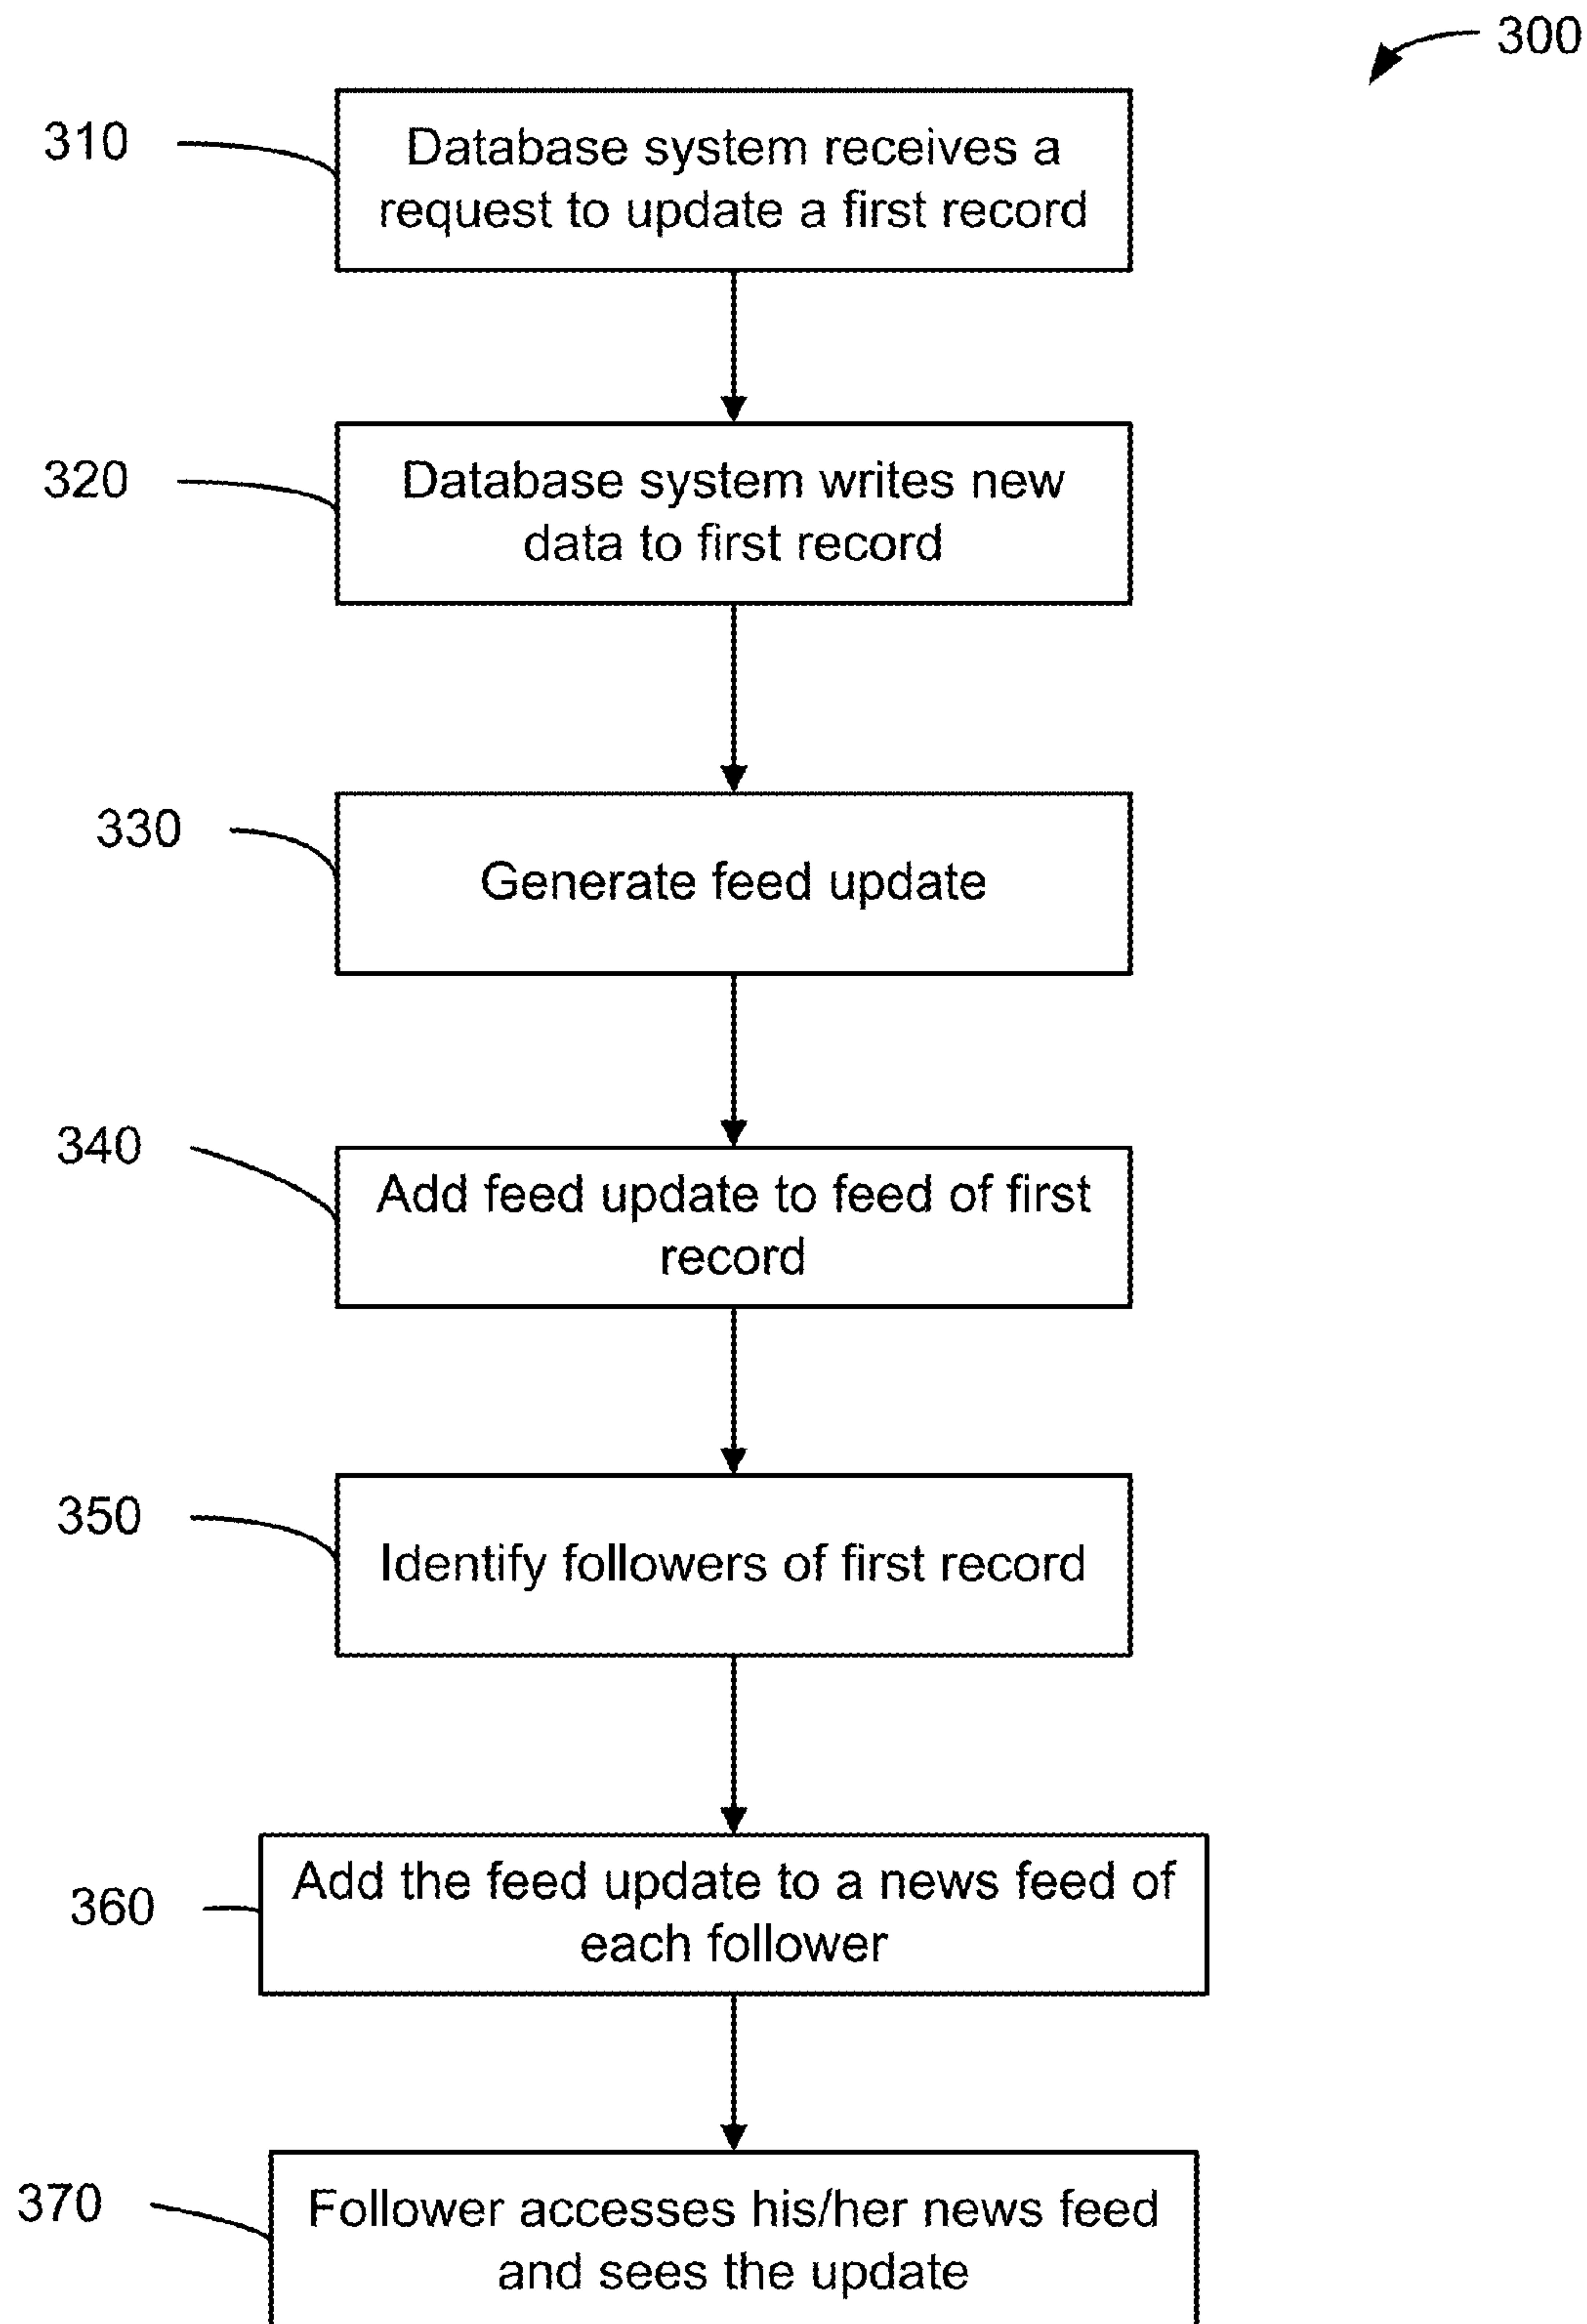 300
310
Database system receives a
request to update a first record
320
Database system writes new
data to first record
330
Generate feed update
340
Add feed update to feed of first
record
350
Identify followers of first record
360
Add the feed update to a news feed of
each follower
370
Follower accesses his/her news feed
and sees the update